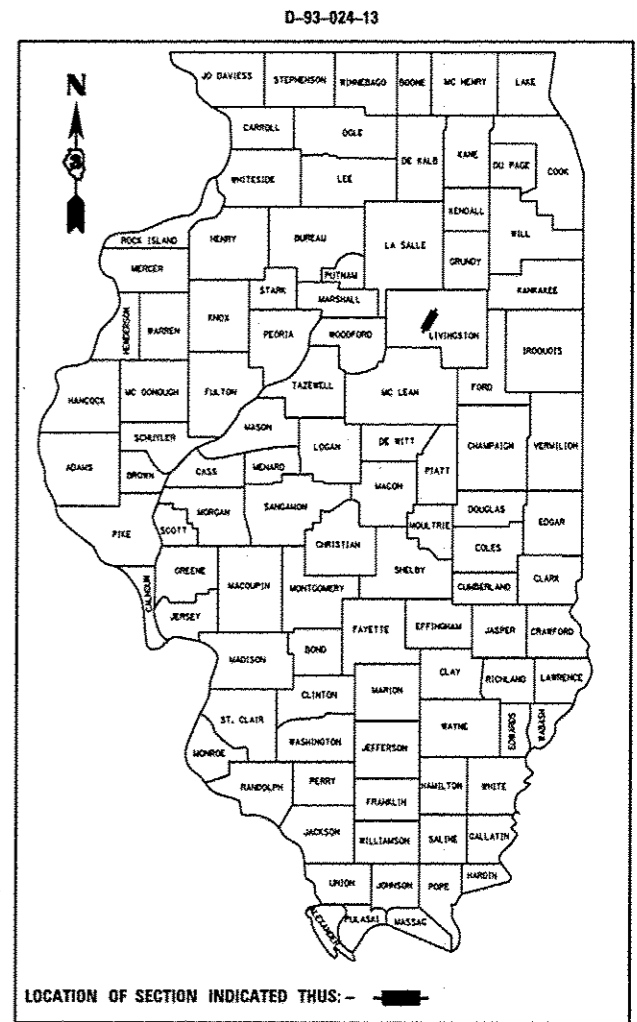 D-93-024-13
JO DAVIESS STEPHENSON WINNEBAGO BOONE MC HENRY LAKE
N
CARROLL OGLE
DE KALB KANE DU PAGE COOK
WHITESIDE LEE
KENDALL
ROCK ISLAND HENRY BUREAU LA SALLE WILL
MERCER PUTNAM GRUNDY
STARK MARSHALL KANKAKEE
HENDERSON WARREN KNOX PEORIA WOODFORD LIVINGSTON IROQUOIS
HANCOCK MC DONOUGH FULTON TAZEWELL MC LEAN FORD
MASON
SCHUYLER LOGAN DE WITT CHAMPAIGN VERMILION
ADAMS BROWN CASS MENARD PIATT
MACON
MORGAN SANGAMON DOUGLAS
PIKE SCOTT MOULTRIE EDGAR
CHRISTIAN COLES
GREENE SHELBY
CALHOUN MACOUPIN MONTGOMERY CUMBERLAND CLARK
JERSEY
FAYETTE EFFINGHAM JASPER CRAWFORD
MADISON BOND
CLAY RICHLAND LAWRENCE
CLINTON MARION
ST. CLAIR WAYNE EDWARDS WABASH
WASHINGTON JEFFERSON
MONROE
RANDOLPH PERRY HAMILTON WHITE
FRANKLIN
JACKSON WILLIAMSON SALINE GALLATIN
UNION JOHNSON POPE HARDIN
ALEXANDER PULASKI MASSAC
LOCATION OF SECTION INDICATED THUS: -